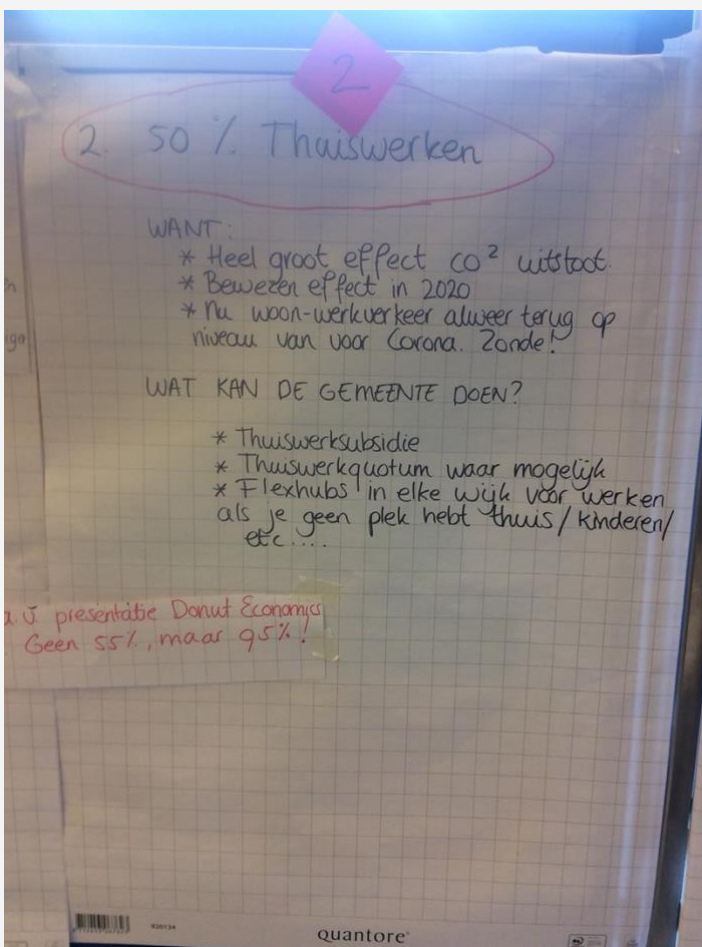 2
2. 50 % Thuiswerken
WANT:
* Heel groot effect CO² uitstoot.
* Bewezen effect in 2020
* Nu woon-werkverkeer alweer terug op
niveau van voor Corona. Zonde!
WAT KAN DE GEMEENTE DOEN?
* Thuiswerksubsidie
* Thuiswerkquotum waar mogelijk
* Flexhubs in elke wijk voor werken
als je geen plek hebt thuis/kinderen/
etc....
presentatie Donut Economics
Geen 55%, maar 95%!
quantore